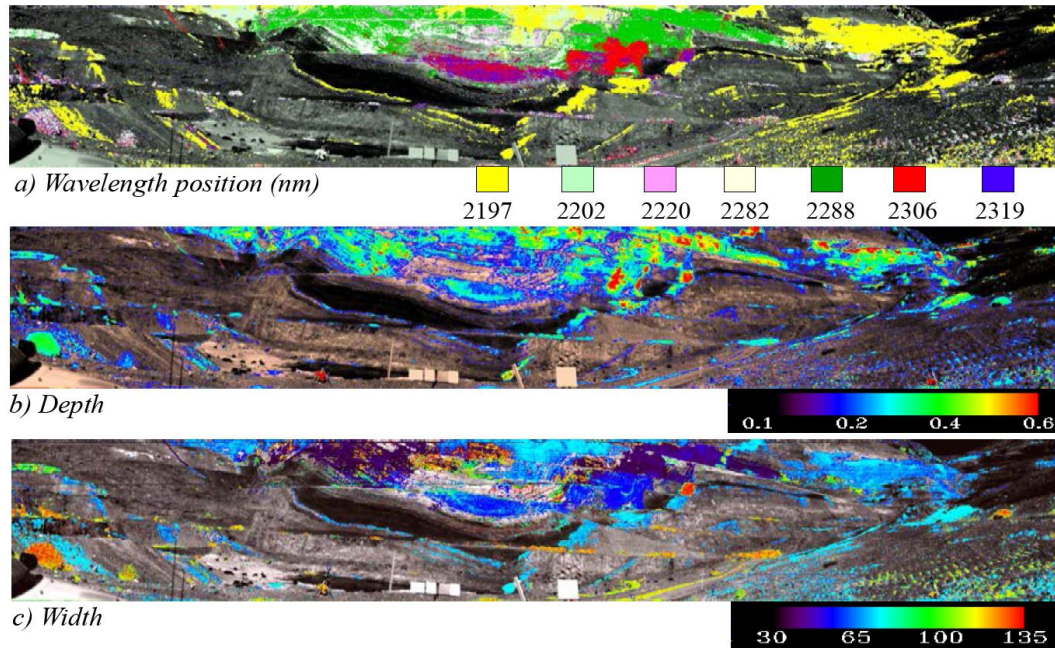 a) Wavelength position (nm)
2197 2202 2220 2282 2288 2306 2319
b) Depth
0.1 0.2 0.4 0.6
c) Width
30 65 100 135